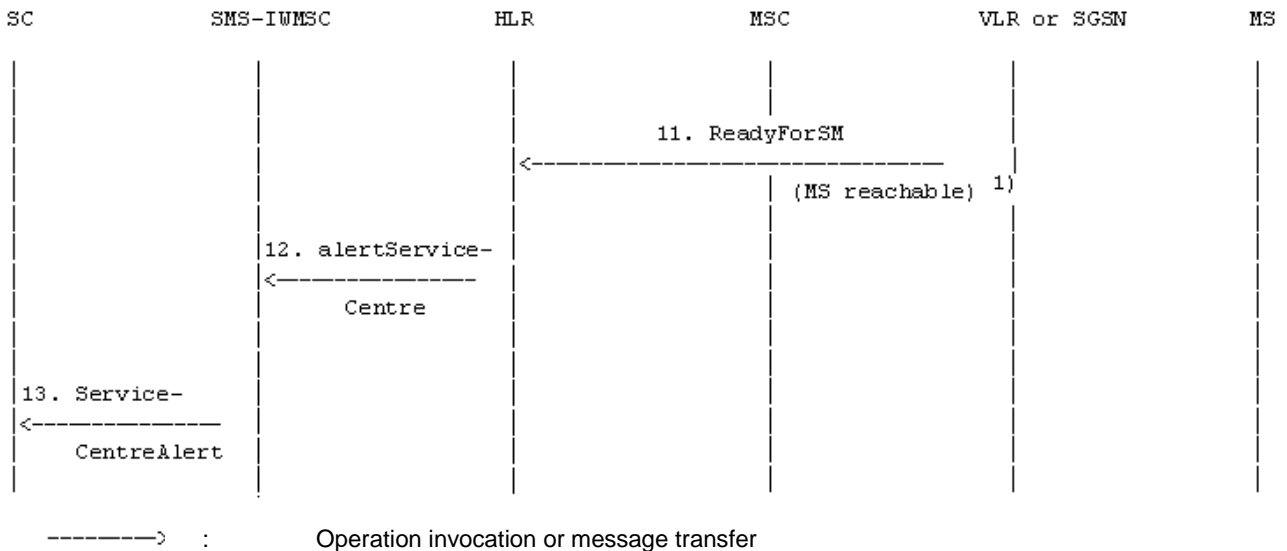 SC SMS-IWMSC HLR MSC VLR or SGSN MS
11. ReadyForSM
(MS reachable) 1)
12. alertService-
Centre
13. Service-
CentreAlert
: Operation invocation or message transfer